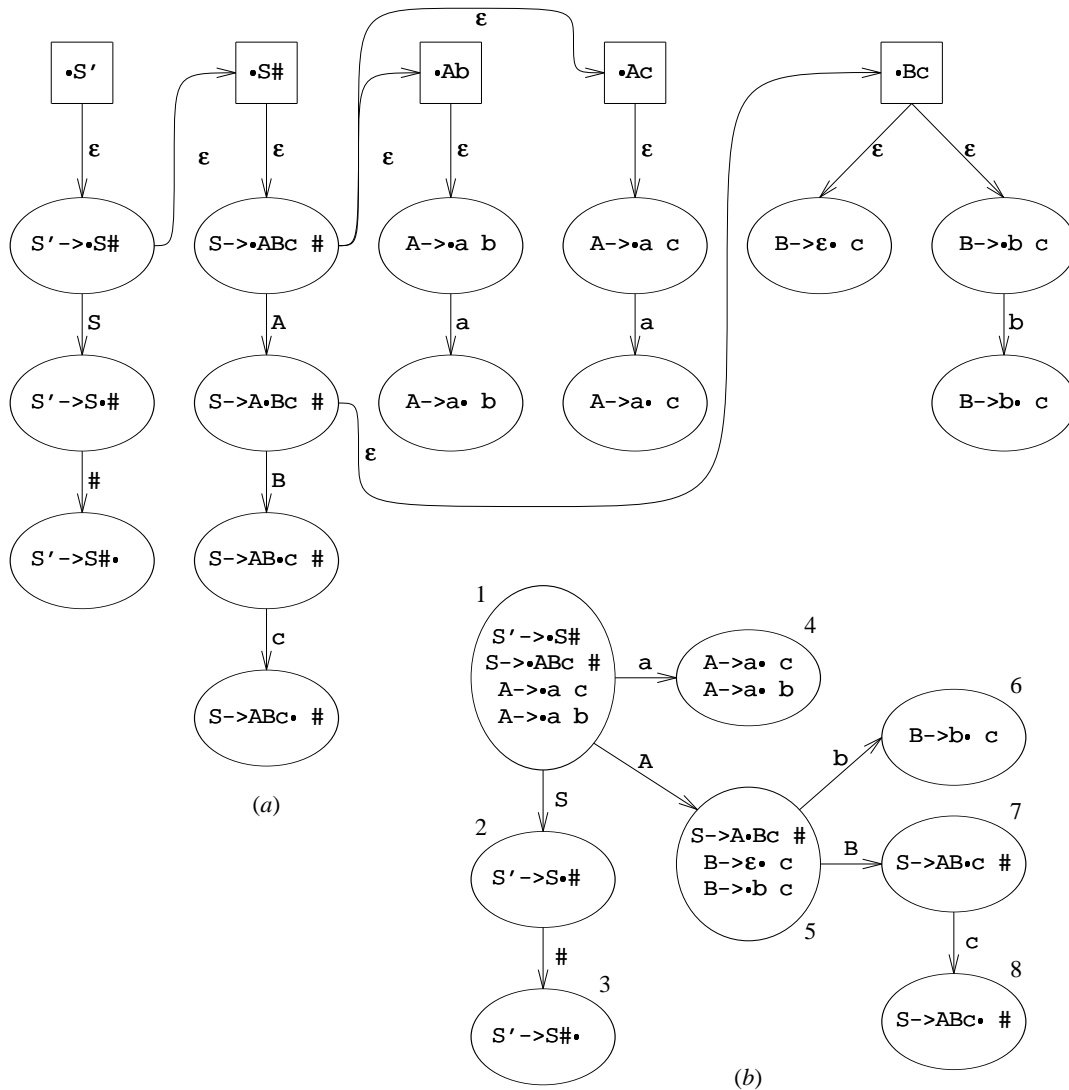 •S' •S# •Ab •Ac •Bc
ε
ε
ε
ε
ε
ε
ε
ε
ε
S'->•S# S->•ABc # A->•a b A->•a c B->ε• c B->•b c
S A a a b
S'->S•# S->A•Bc # A->a• b A->a• c B->b• c
ε
# B
S'->S#• S->AB•c #
c
S->ABc• #
(a)
1
S'->•S#
S->•ABc #
A->•a c
A->•a b
a
4
A->a• c
A->a• b
A
S
2
S'->S•#
#
3
S'->S#•
S->A•Bc #
B->ε• c
B->•b c
5
b
6
B->b• c
B
7
S->AB•c #
c
8
S->ABc• #
(b)